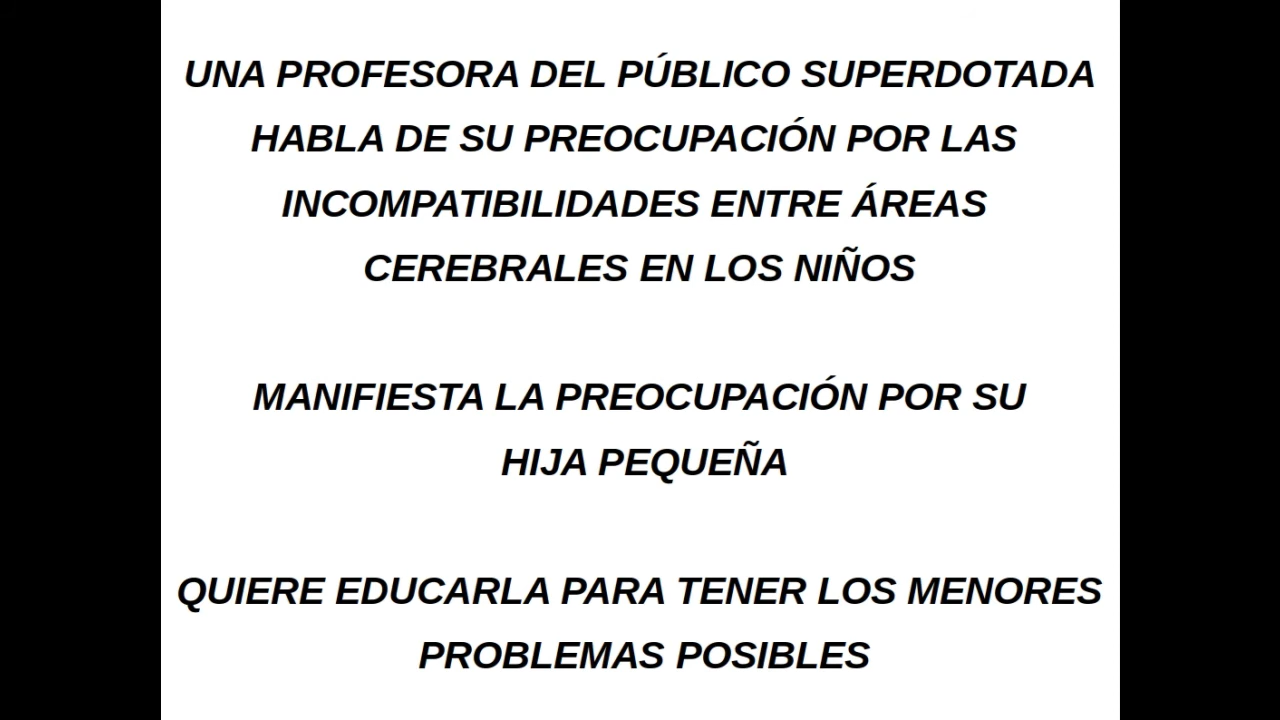 UNA PROFESORA DEL PÚBLICO SUPERDOTADA
HABLA DE SU PREOCUPACIÓN POR LAS
INCOMPATIBILIDADES ENTRE ÁREAS
CEREBRALES EN LOS NIÑOS
MANIFIESTA LA PREOCUPACIÓN POR SU
HIJA PEQUEÑA
QUIERE EDUCARLA PARA TENER LOS MENORES
PROBLEMAS POSIBLES